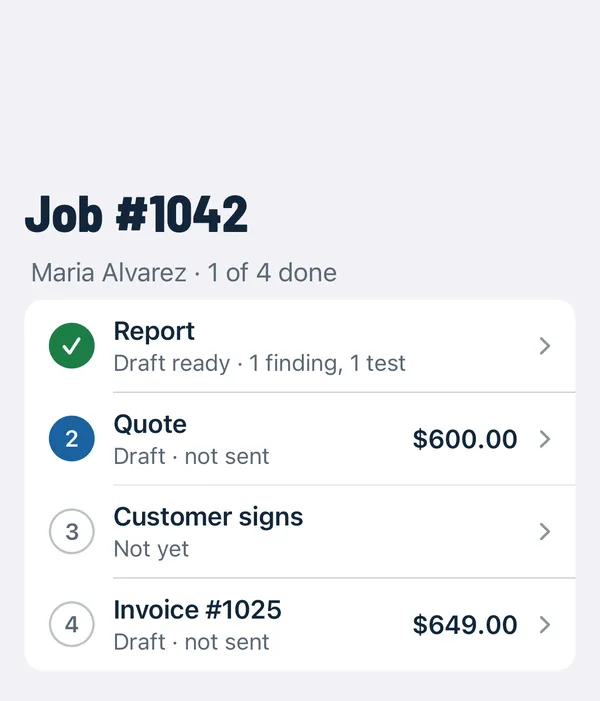 Job #1042
Maria Alvarez · 1 of 4 done
Report
Draft ready · 1 finding, 1 test
2
Quote
$600.00
Draft · not sent
3
Customer signs
Not yet
4
Invoice #1025
$649.00
Draft · not sent